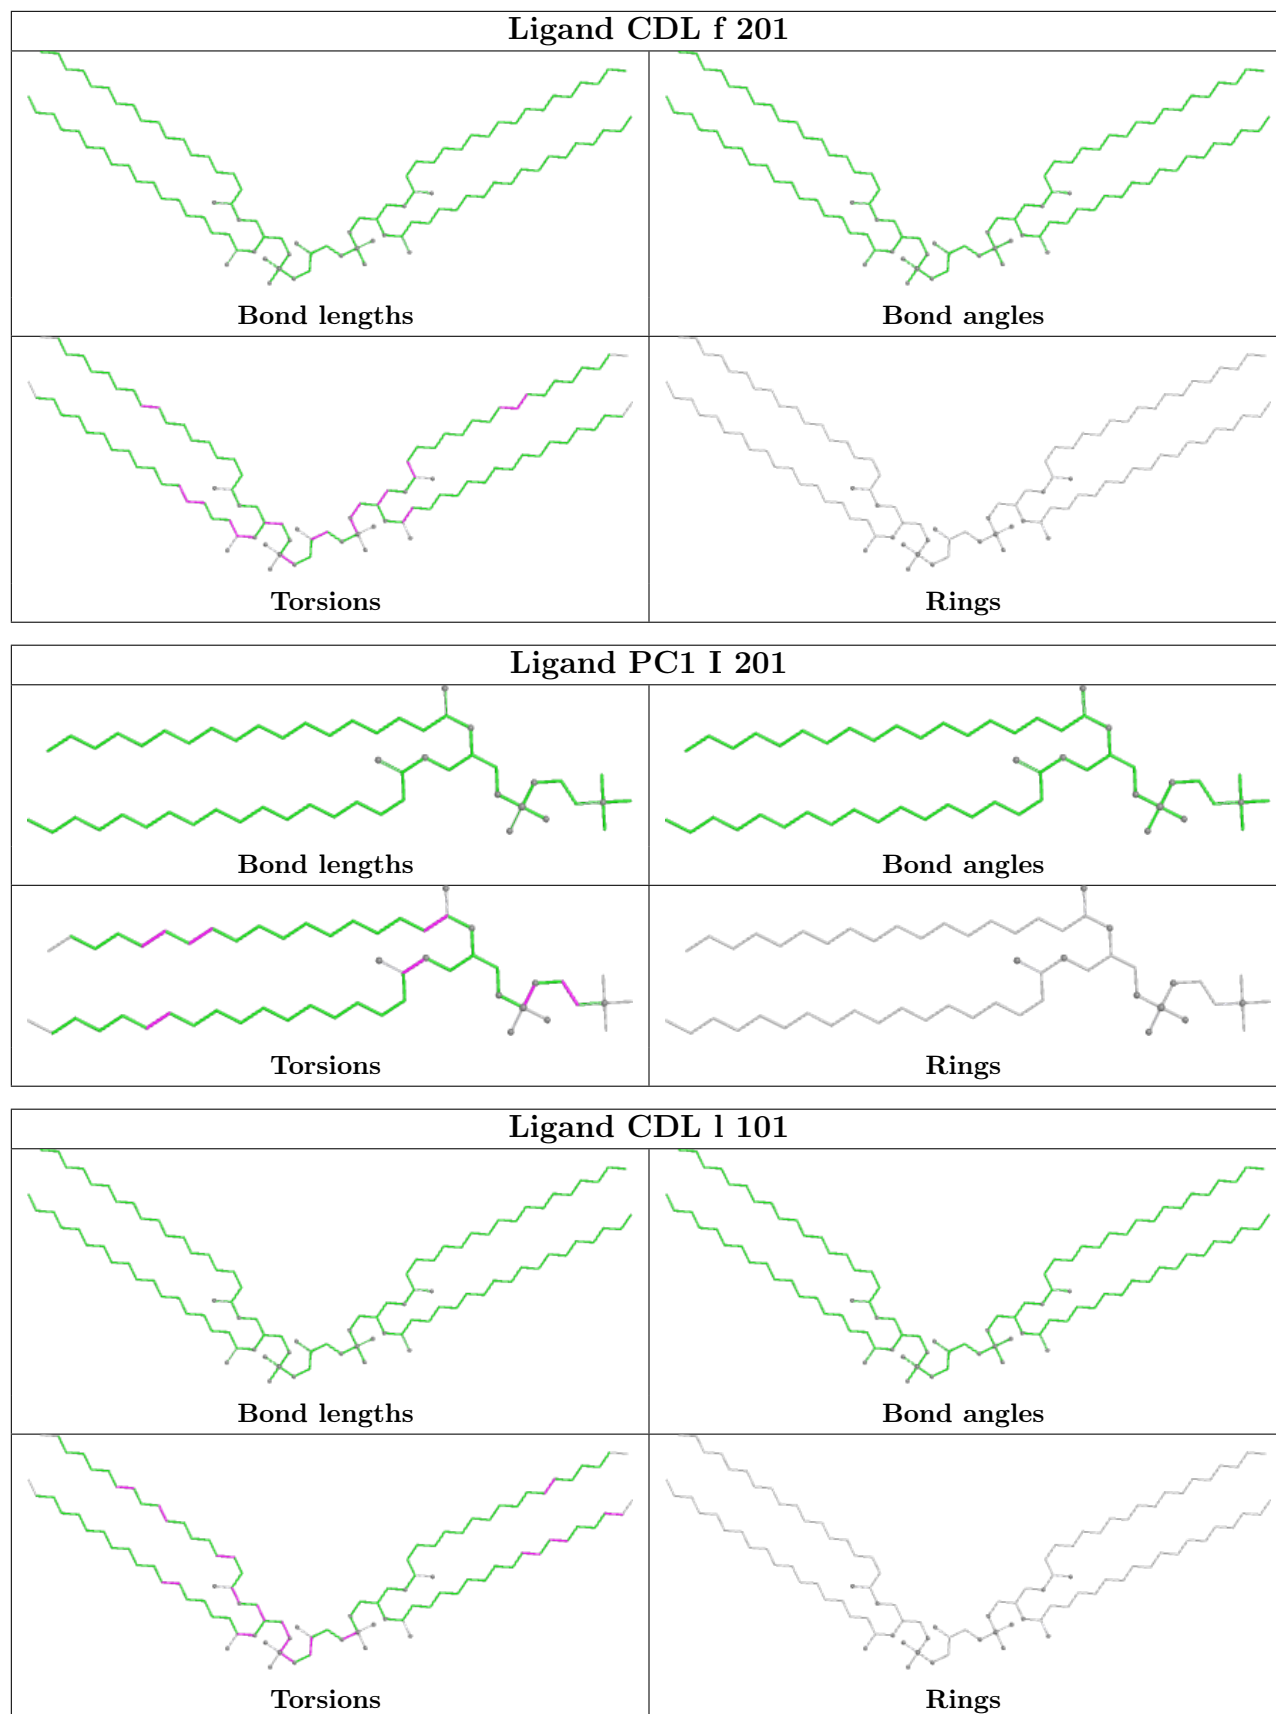 Ligand CDL f 201
Bond lengths
Bond angles
Torsions
Rings
Ligand PC1 I 201
Bond lengths
Bond angles
Torsions
Rings
Ligand CDL l 101
Bond lengths
Bond angles
Torsions
Rings